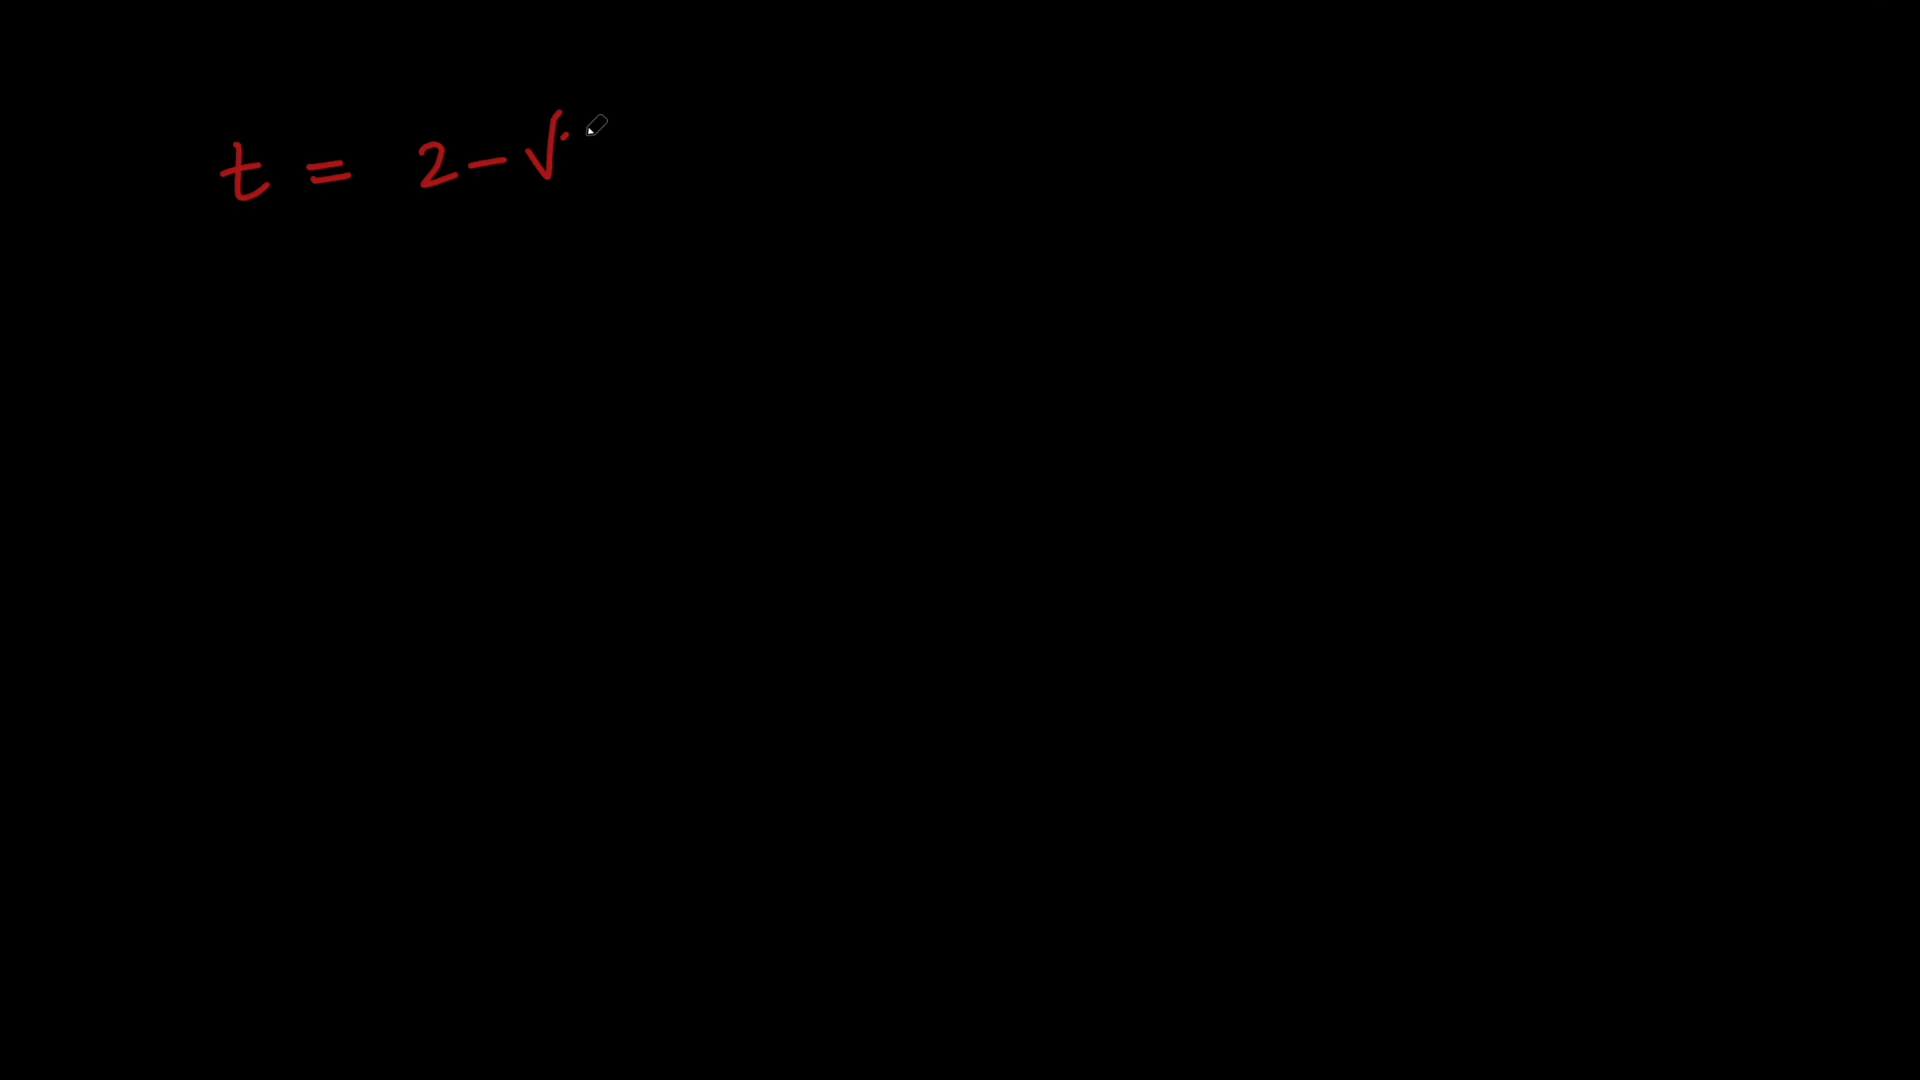 t = 2 - √